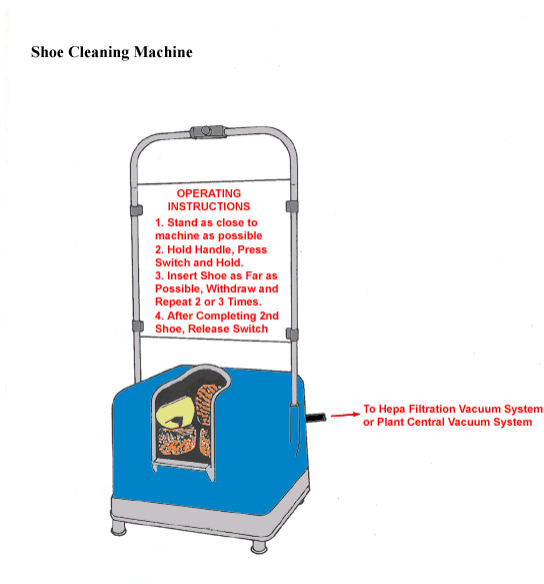 Shoe Cleaning Machine
OPERATING
INSTRUCTIONS
1. Stand as close to
machine as possible
2. Hold Handle, Press
Switch and Hold.
3. Insert Shoe as Far as
Possible, Withdraw and
Repeat 2 or 3 Times.
4. After Completing 2nd
Shoe, Release Switch
To Hepa Filtration Vacuum System
or Plant Central Vacuum System